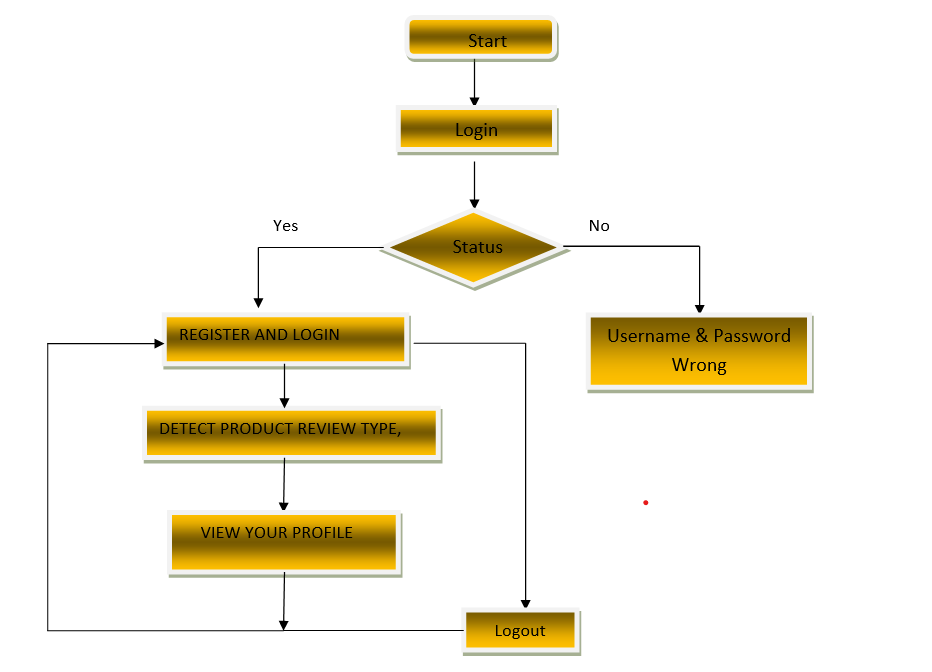 Start
Login
Yes
No
Status
REGISTER AND LOGIN
Username & Password
Wrong
DETECT PRODUCT REVIEW TYPE,
VIEW YOUR PROFILE
Logout